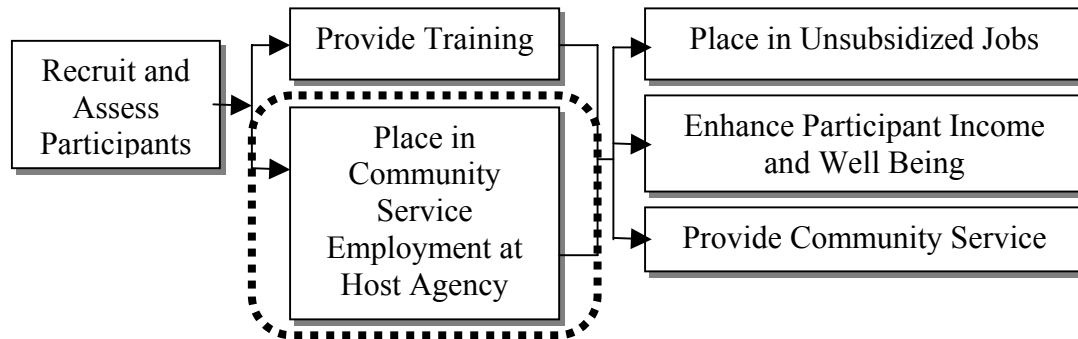 Recruit and
Assess
Participants
Provide Training
Place in
Community
Service
Employment at
Host Agency
Place in Unsubsidized Jobs
Enhance Participant Income
and Well Being
Provide Community Service